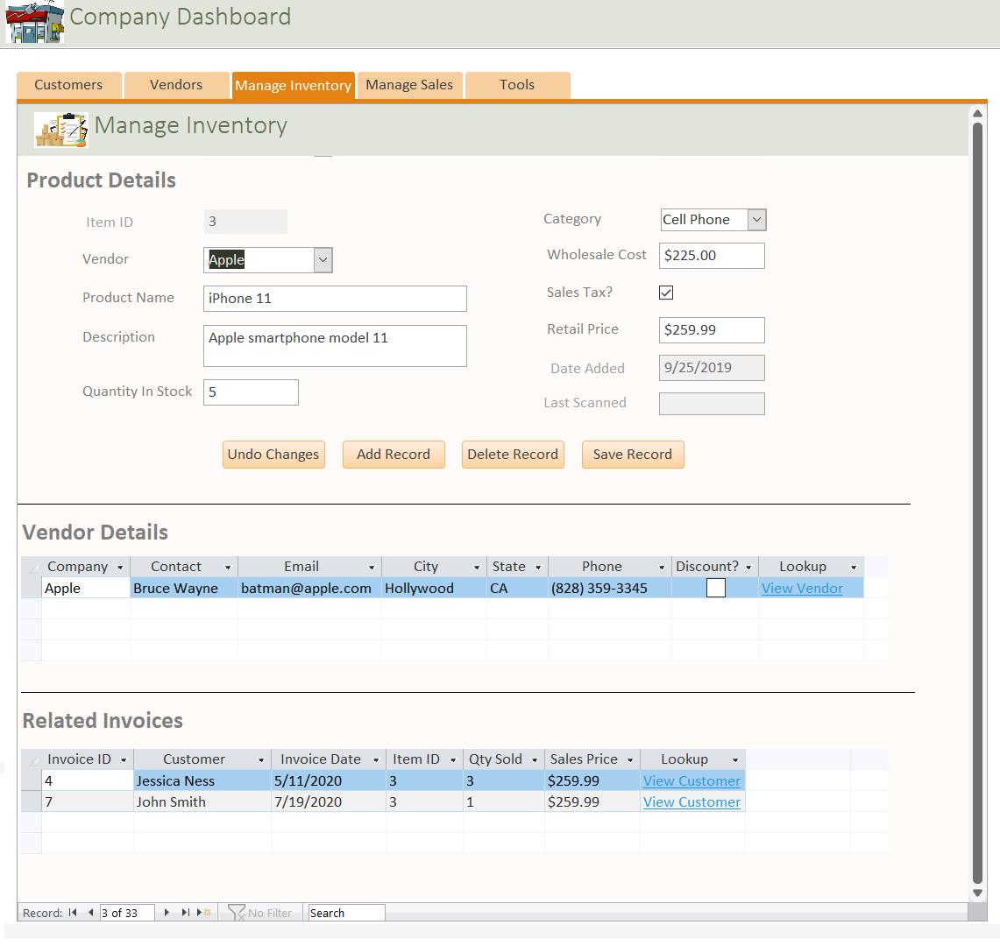 Company Dashboard
Customers Vendors Manage Inventory Manage Sales Tools
Manage Inventory
Product Details
Item ID 3 Category Cell Phone
Vendor Apple Wholesale Cost $225.00
Product Name iPhone 11 Sales Tax?
Description Apple smartphone model 11 Retail Price $259.99
Date Added 9/25/2019
Quantity In Stock 5 Last Scanned
Undo Changes Add Record Delete Record Save Record
Vendor Details
Company Contact Email City State Phone Discount? Lookup
Apple Bruce Wayne batman@apple.com Hollywood CA (828) 359-3345 View Vendor
Related Invoices
Invoice ID Customer Invoice Date Item ID Qty Sold Sales Price Lookup
4 Jessica Ness 5/11/2020 3 3 $259.99 View Customer
7 John Smith 7/19/2020 3 1 $259.99 View Customer
Record: 3 of 33 No Filter Search